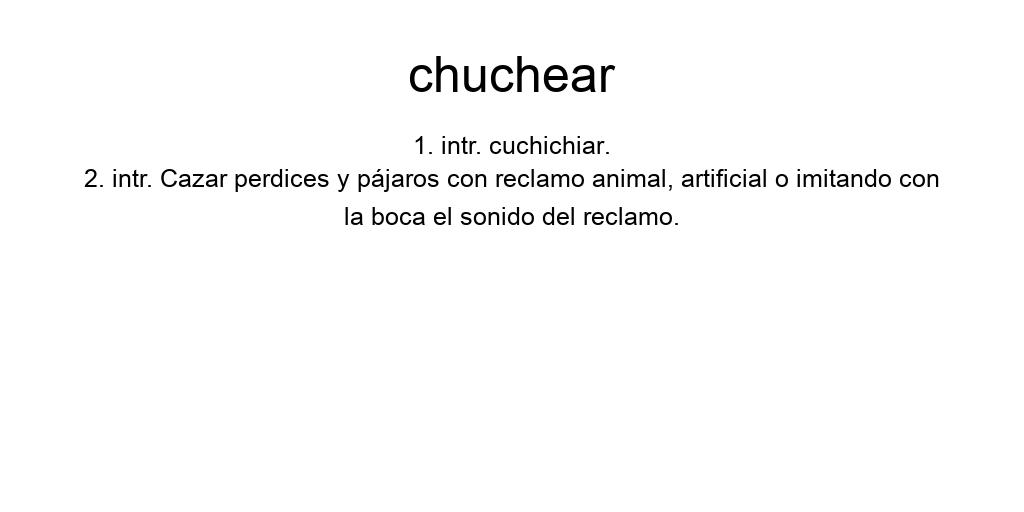 chuchear
1. intr. cuchichiar.
2. intr. Cazar perdices y pájaros con reclamo animal, artificial o imitando con
la boca el sonido del reclamo.